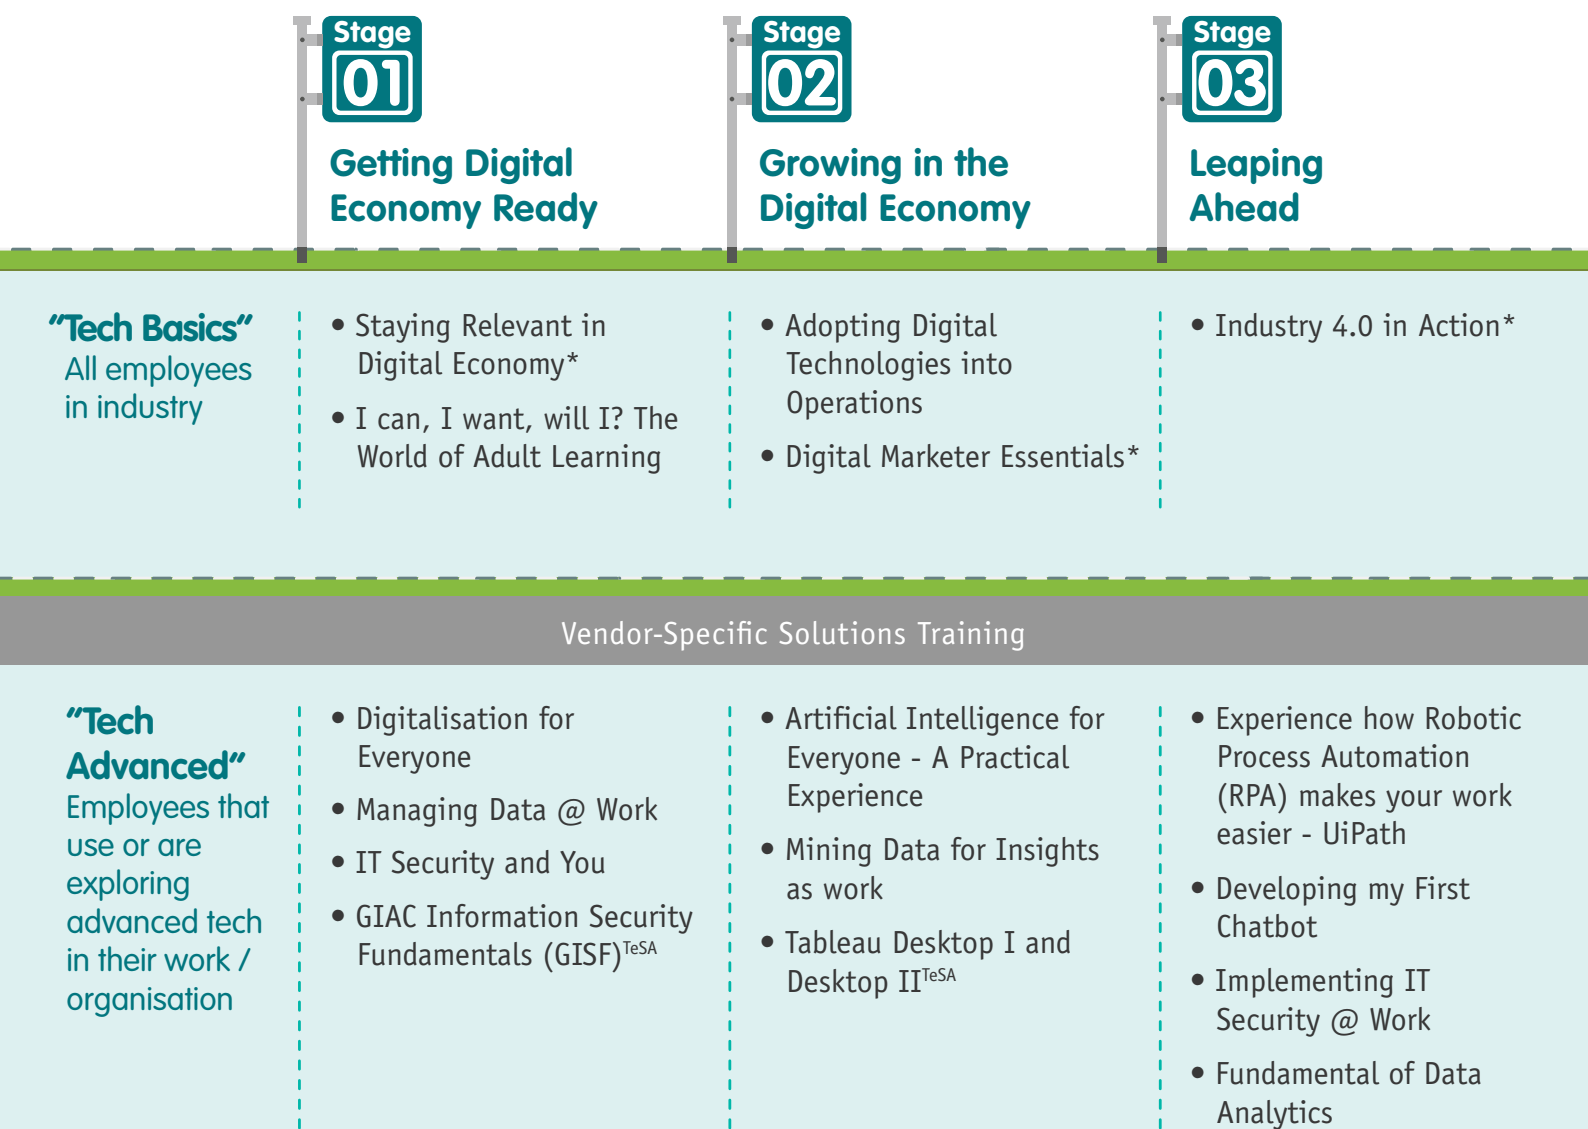 Stage
01
Getting Digital
Economy Ready
Stage
02
Growing in the
Digital Economy
Stage
03
Leaping
Ahead
"Tech Basics"
All employees
in industry
• Staying Relevant in
Digital Economy*
• I can, I want, will I? The
World of Adult Learning
• Adopting Digital
Technologies into
Operations
• Digital Marketer Essentials*
• Industry 4.0 in Action*
Vendor-Specific Solutions Training
"Tech
Advanced"
Employees that
use or are
exploring
advanced tech
in their work /
organisation
• Digitalisation for
Everyone
• Managing Data @ Work
• IT Security and You
• GIAC Information Security
Fundamentals (GISF)TeSA
• Artificial Intelligence for
Everyone - A Practical
Experience
• Mining Data for Insights
as work
• Tableau Desktop I and
Desktop IITeSA
• Experience how Robotic
Process Automation
(RPA) makes your work
easier - UiPath
• Developing my First
Chatbot
• Implementing IT
Security @ Work
• Fundamental of Data
Analytics